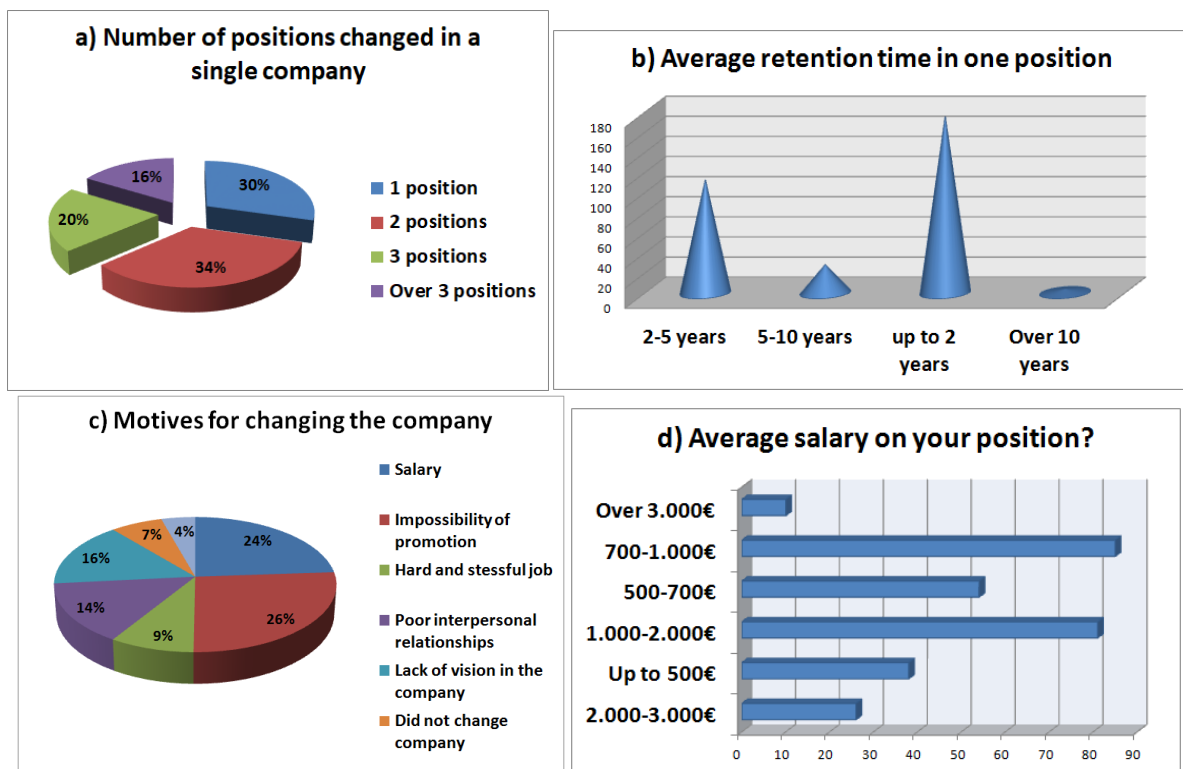 a) Number of positions changed in a
single company
30%
34%
20%
16%
1 position
2 positions
3 positions
Over 3 positions
b) Average retention time in one position
180
160
140
120
100
80
60
40
20
0
2-5 years
5-10 years
up to 2
years
Over 10
years
c) Motives for changing the company
24%
26%
9%
14%
16%
7%
4%
Salary
Impossibility of
promotion
Hard and stessful job
Poor interpersonal
relationships
Lack of vision in the
company
Did not change
company
d) Average salary on your position?
Over 3.000€
700-1.000€
500-700€
1.000-2.000€
Up to 500€
2.000-3.000€
0 10 20 30 40 50 60 70 80 90